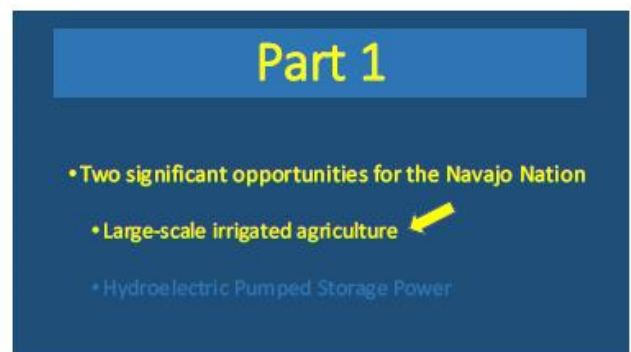 Part 1
•Two significant opportunities for the Navajo Nation
•Large-scale irrigated agriculture
•Hydroelectric Pumped Storage Power